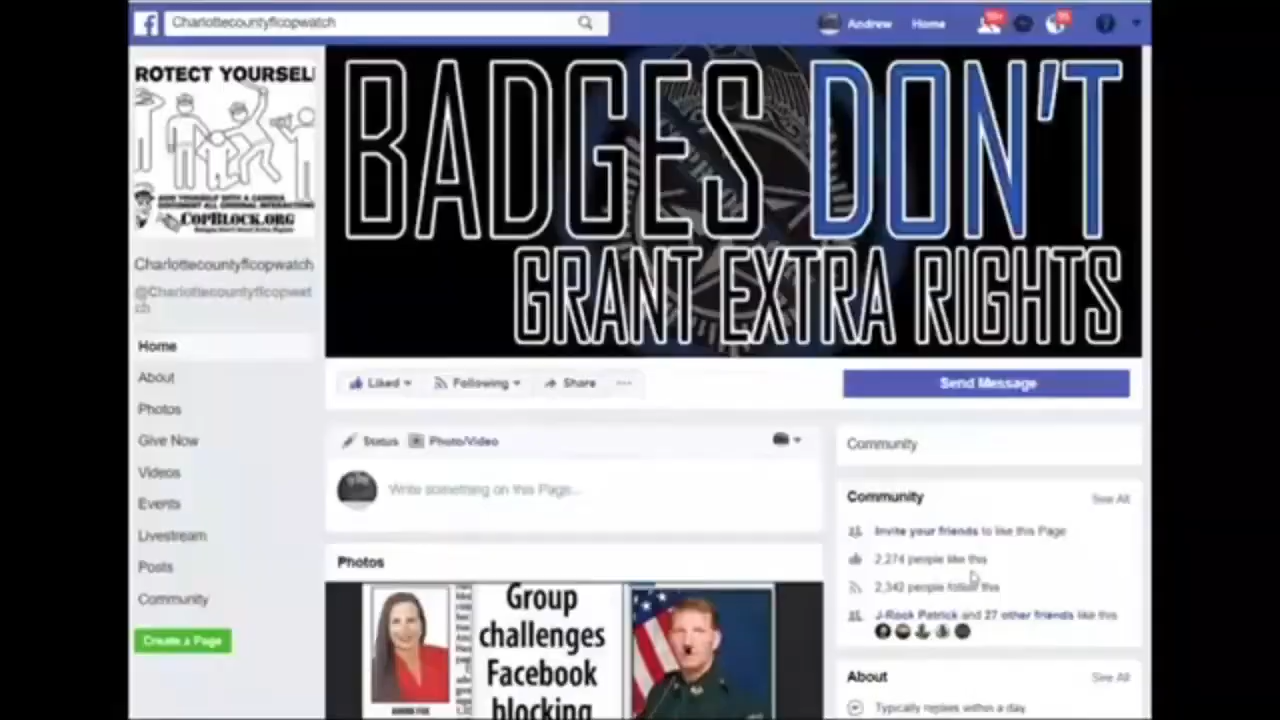 Charlottecountyflcopwatch
Andrew Home
ROTECT YOURSEL
COPBLOCK.ORG
BADGES DON'T
GRANT EXTRA RIGHTS
Charlottecountyflcopwatch
@Charlottecountyflcopwat
ch
Home
About
Photos
Give Now
Videos
Events
Livestream
Posts
Community
Create a Page
Liked Following Share
Send Message
Status Photo/Video
Write something on this Page...
Photos
Group
challenges
Facebook
blocking
Community
Community See All
Invite your friends to like this Page
2,274 people like this
2,342 people follow this
J-Rock Patrick and 27 other friends like this
About See All
Typically replies within a day